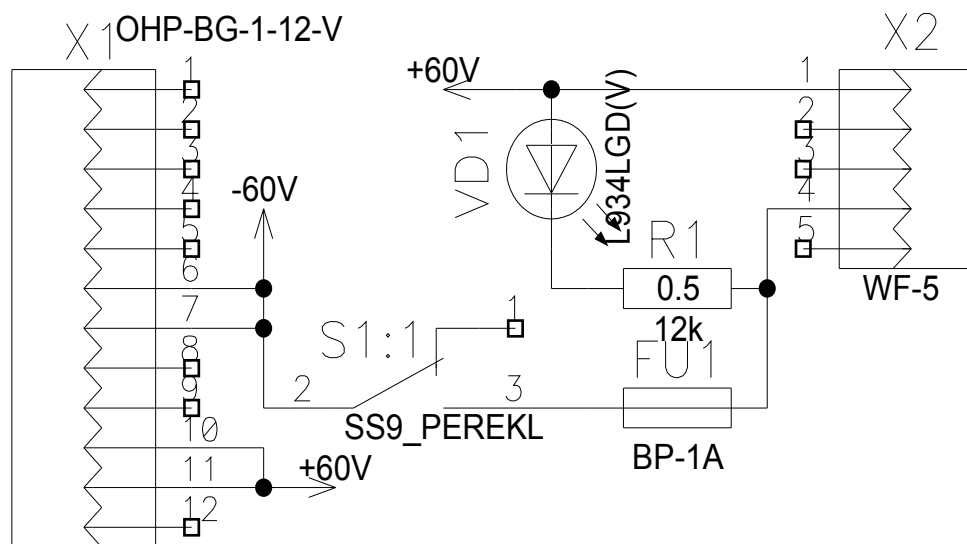 X1
OHP-BG-1-12-V
1
2
3
4
5
6
7
8
9
10
11
12
-60V
+60V
+60V
VD1
L934LGD(V)
S1:1
1
2
3
SS9_PEREKL
R1
0.5
12k
FU1
BP-1A
X2
1
2
3
4
5
WF-5